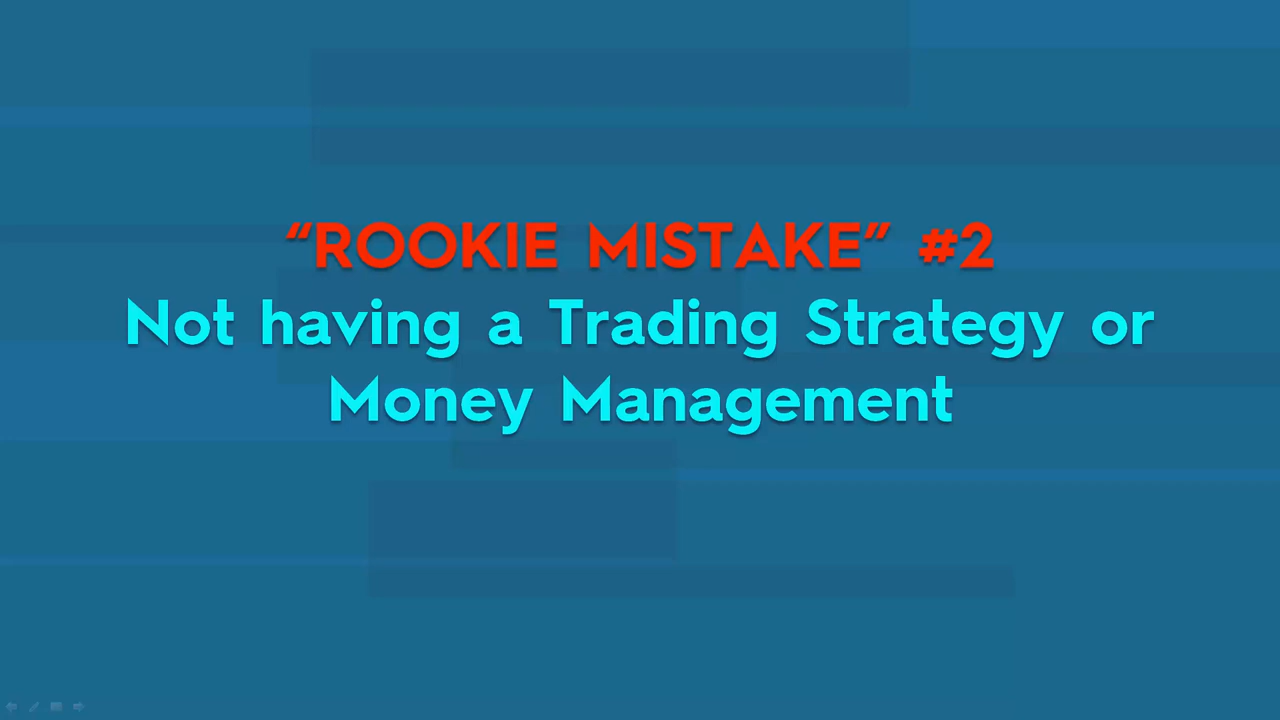 “ROOKIE MISTAKE” #2
Not having a Trading Strategy or
Money Management